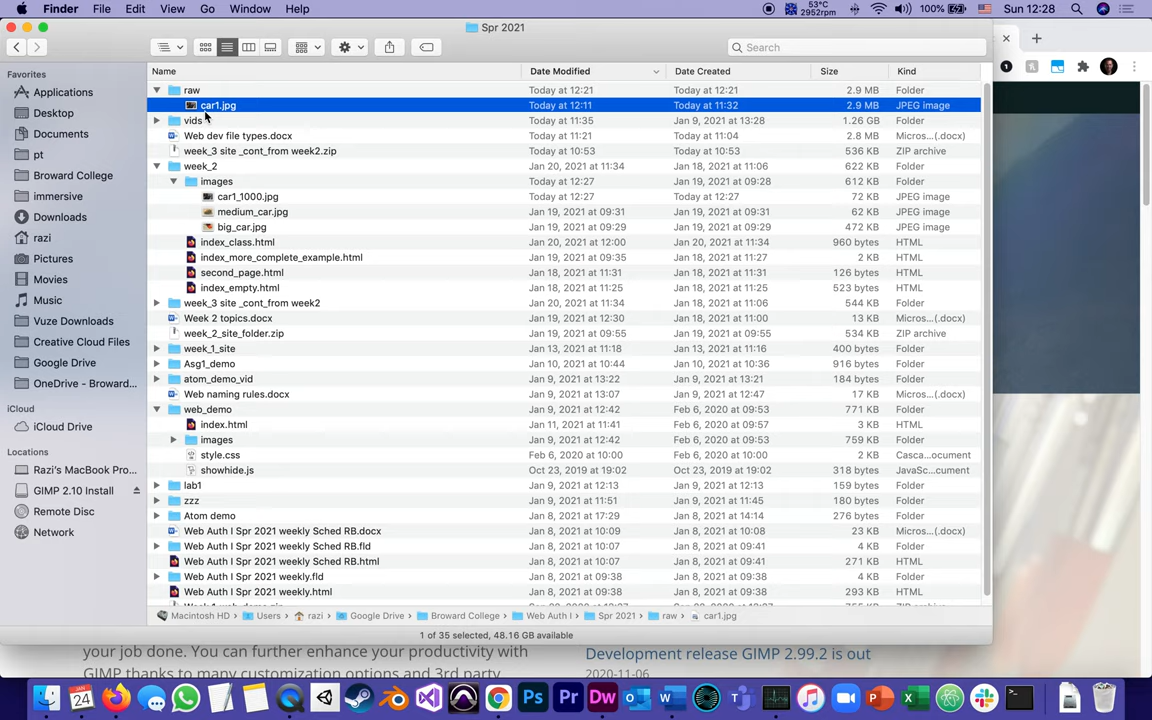 Finder File Edit View Go Window Help 53°C 2952rpm 100% Sun 12:28
Spr 2021
Search
Favorites
Applications
Desktop
Documents
pt
Broward College
immersive
Downloads
razi
Pictures
Movies
Music
Vuze Downloads
Creative Cloud Files
Google Drive
OneDrive - Broward...
iCloud
iCloud Drive
Locations
Razi's MacBook Pro...
GIMP 2.10 Install
Remote Disc
Network
Name Date Modified Date Created Size Kind
raw Today at 12:21 Today at 12:21 2.9 MB Folder
car1.jpg Today at 12:11 Today at 11:32 2.9 MB JPEG image
vids Today at 11:35 Jan 9, 2021 at 13:28 1.26 GB Folder
Web dev file types.docx Today at 11:21 Today at 11:04 2.8 MB Micros...(.docx)
week_3 site _cont_from week2.zip Today at 10:53 Today at 10:53 536 KB ZIP archive
week_2 Jan 20, 2021 at 11:34 Jan 18, 2021 at 11:06 622 KB Folder
images Today at 12:27 Jan 19, 2021 at 09:28 612 KB Folder
car1_1000.jpg Today at 12:27 Today at 12:27 72 KB JPEG image
medium_car.jpg Jan 19, 2021 at 09:31 Jan 19, 2021 at 09:31 62 KB JPEG image
big_car.jpg Jan 19, 2021 at 09:29 Jan 19, 2021 at 09:29 472 KB JPEG image
index_class.html Jan 20, 2021 at 12:00 Jan 20, 2021 at 11:34 960 bytes HTML
index_more_complete_example.html Jan 19, 2021 at 09:35 Jan 18, 2021 at 11:27 2 KB HTML
second_page.html Jan 18, 2021 at 11:31 Jan 18, 2021 at 11:31 126 bytes HTML
index_empty.html Jan 18, 2021 at 11:25 Jan 18, 2021 at 11:25 523 bytes HTML
week_3 site _cont_from week2 Jan 20, 2021 at 11:34 Jan 18, 2021 at 11:06 544 KB Folder
Week 2 topics.docx Jan 19, 2021 at 12:30 Jan 18, 2021 at 11:00 13 KB Micros...(.docx)
week_2_site_folder.zip Jan 19, 2021 at 09:55 Jan 19, 2021 at 09:55 534 KB ZIP archive
week_1_site Jan 13, 2021 at 11:18 Jan 13, 2021 at 11:16 400 bytes Folder
Asg1_demo Jan 10, 2021 at 10:44 Jan 10, 2021 at 10:36 916 bytes Folder
atom_demo_vid Jan 9, 2021 at 13:22 Jan 9, 2021 at 13:21 184 bytes Folder
Web naming rules.docx Jan 9, 2021 at 13:07 Jan 9, 2021 at 12:47 17 KB Micros...(.docx)
web_demo Jan 9, 2021 at 12:42 Feb 6, 2020 at 09:53 771 KB Folder
index.html Jan 11, 2021 at 11:41 Feb 6, 2020 at 09:57 3 KB HTML
images Jan 9, 2021 at 12:42 Feb 6, 2020 at 09:53 759 KB Folder
style.css Feb 6, 2020 at 10:00 Feb 6, 2020 at 10:00 2 KB Casca...ocument
showhide.js Oct 23, 2019 at 19:02 Oct 23, 2019 at 19:02 318 bytes JavaSc...cument
lab1 Jan 9, 2021 at 12:13 Jan 9, 2021 at 12:13 159 bytes Folder
zzz Jan 9, 2021 at 11:51 Jan 9, 2021 at 11:45 180 bytes Folder
Atom demo Jan 8, 2021 at 17:29 Jan 8, 2021 at 14:14 276 bytes Folder
Web Auth I Spr 2021 weekly Sched RB.docx Jan 8, 2021 at 10:09 Jan 8, 2021 at 10:08 23 KB Micros...(.docx)
Web Auth I Spr 2021 weekly Sched RB.fld Jan 8, 2021 at 10:07 Jan 8, 2021 at 09:41 4 KB Folder
Web Auth I Spr 2021 weekly Sched RB.html Jan 8, 2021 at 10:07 Jan 8, 2021 at 09:41 271 KB HTML
Web Auth I Spr 2021 weekly.fld Jan 8, 2021 at 09:38 Jan 8, 2021 at 09:38 4 KB Folder
Web Auth I Spr 2021 weekly.html Jan 8, 2021 at 09:38 Jan 8, 2021 at 09:38 293 KB HTML
Macintosh HD Users razi Google Drive Broward College Web Auth I Spr 2021 raw car1.jpg
1 of 35 selected, 48.16 GB available
your job done. You can further enhance your productivity with
GIMP thanks to many customization options and 3rd party
Development release GIMP 2.99.2 is out
2020-11-06